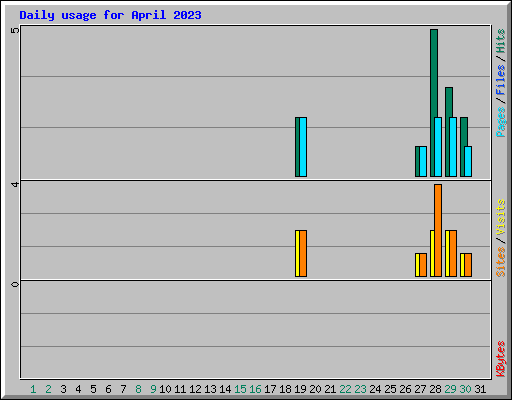 Daily usage for April 2023
5
4
0
Pages/Files/Hits
Sites/Visits
KBytes
1 2 3 4 5 6 7 8 9 10 11 12 13 14 15 16 17 18 19 20 21 22 23 24 25 26 27 28 29 30 31